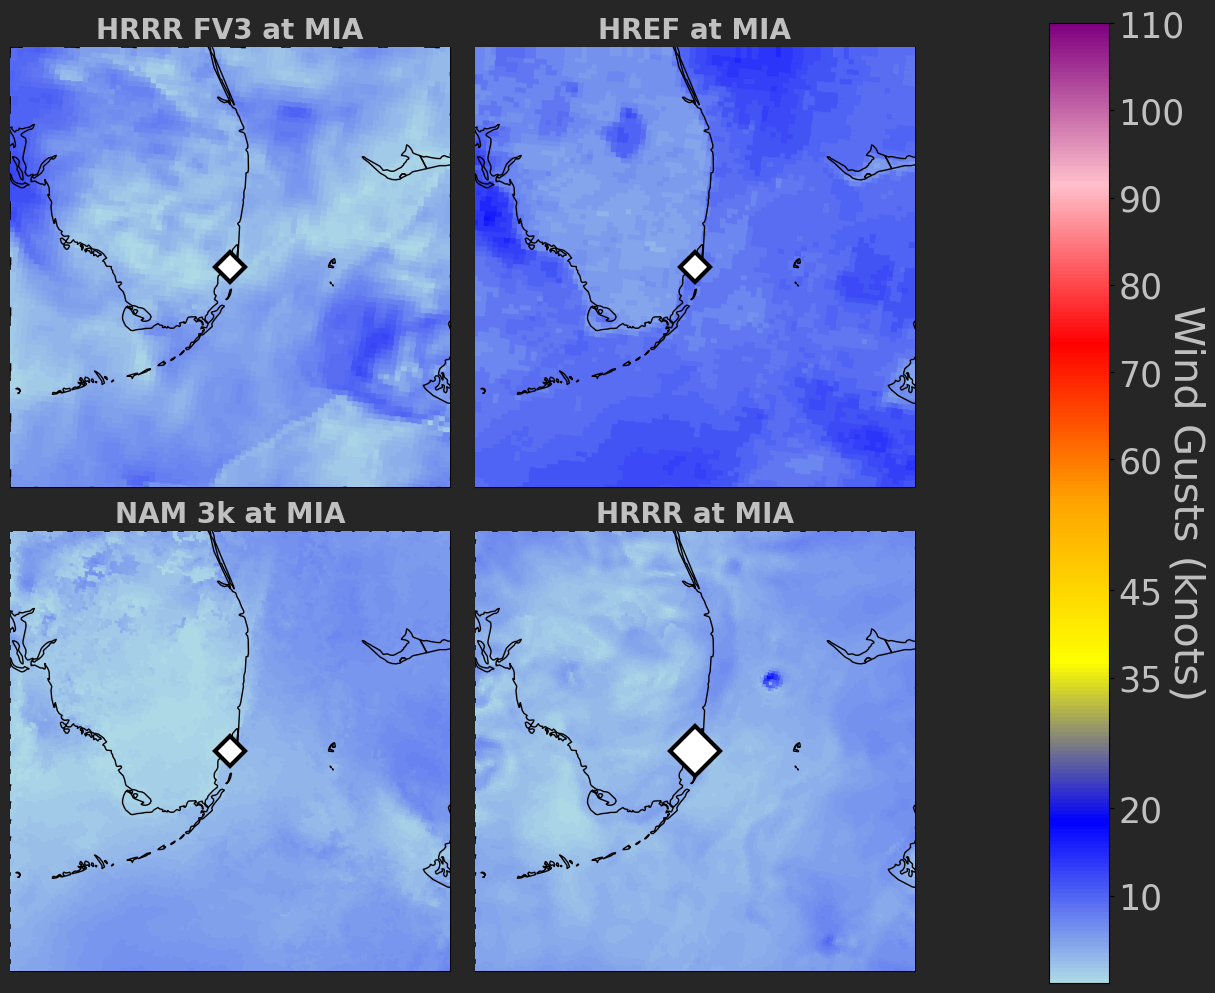 HRRR FV3 at MIA
HREF at MIA
NAM 3k at MIA
HRRR at MIA
110
100
90
80
70
60
45
35
20
10
Wind Gusts (knots)